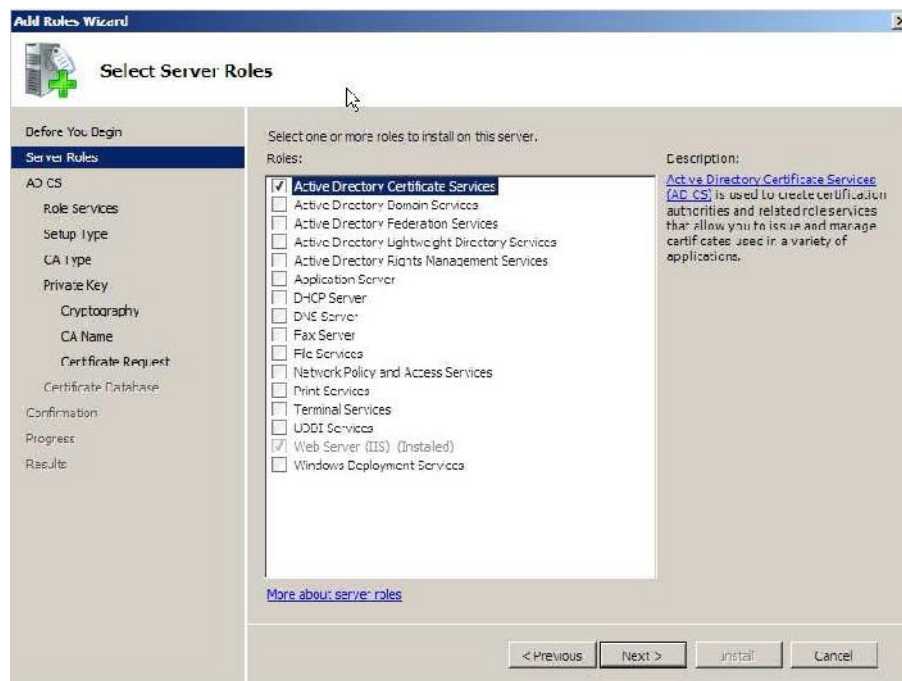 Add Roles Wizard
Select Server Roles
Before You Begin
Server Roles
AD CS
Role Services
Setup Type
CA Type
Private Key
Cryptography
CA Name
Certificate Request
Certificate Database
Confirmation
Progress
Results
Select one or more roles to install on this server.
Roles:
Active Directory Certificate Services
Active Directory Domain Services
Active Directory Federation Services
Active Directory Lightweight Directory Services
Active Directory Rights Management Services
Application Server
DHCP Server
DNS Server
Fax Server
File Services
Network Policy and Access Services
Print Services
Terminal Services
UDDI Services
Web Server (IIS) (Installed)
Windows Deployment Services
More about server roles
Description:
Active Directory Certificate Services
(AD CS) is used to create certification
authorities and related role services
that allow you to issue and manage
certificates used in a variety of
applications.
< Previous
Next >
Install
Cancel